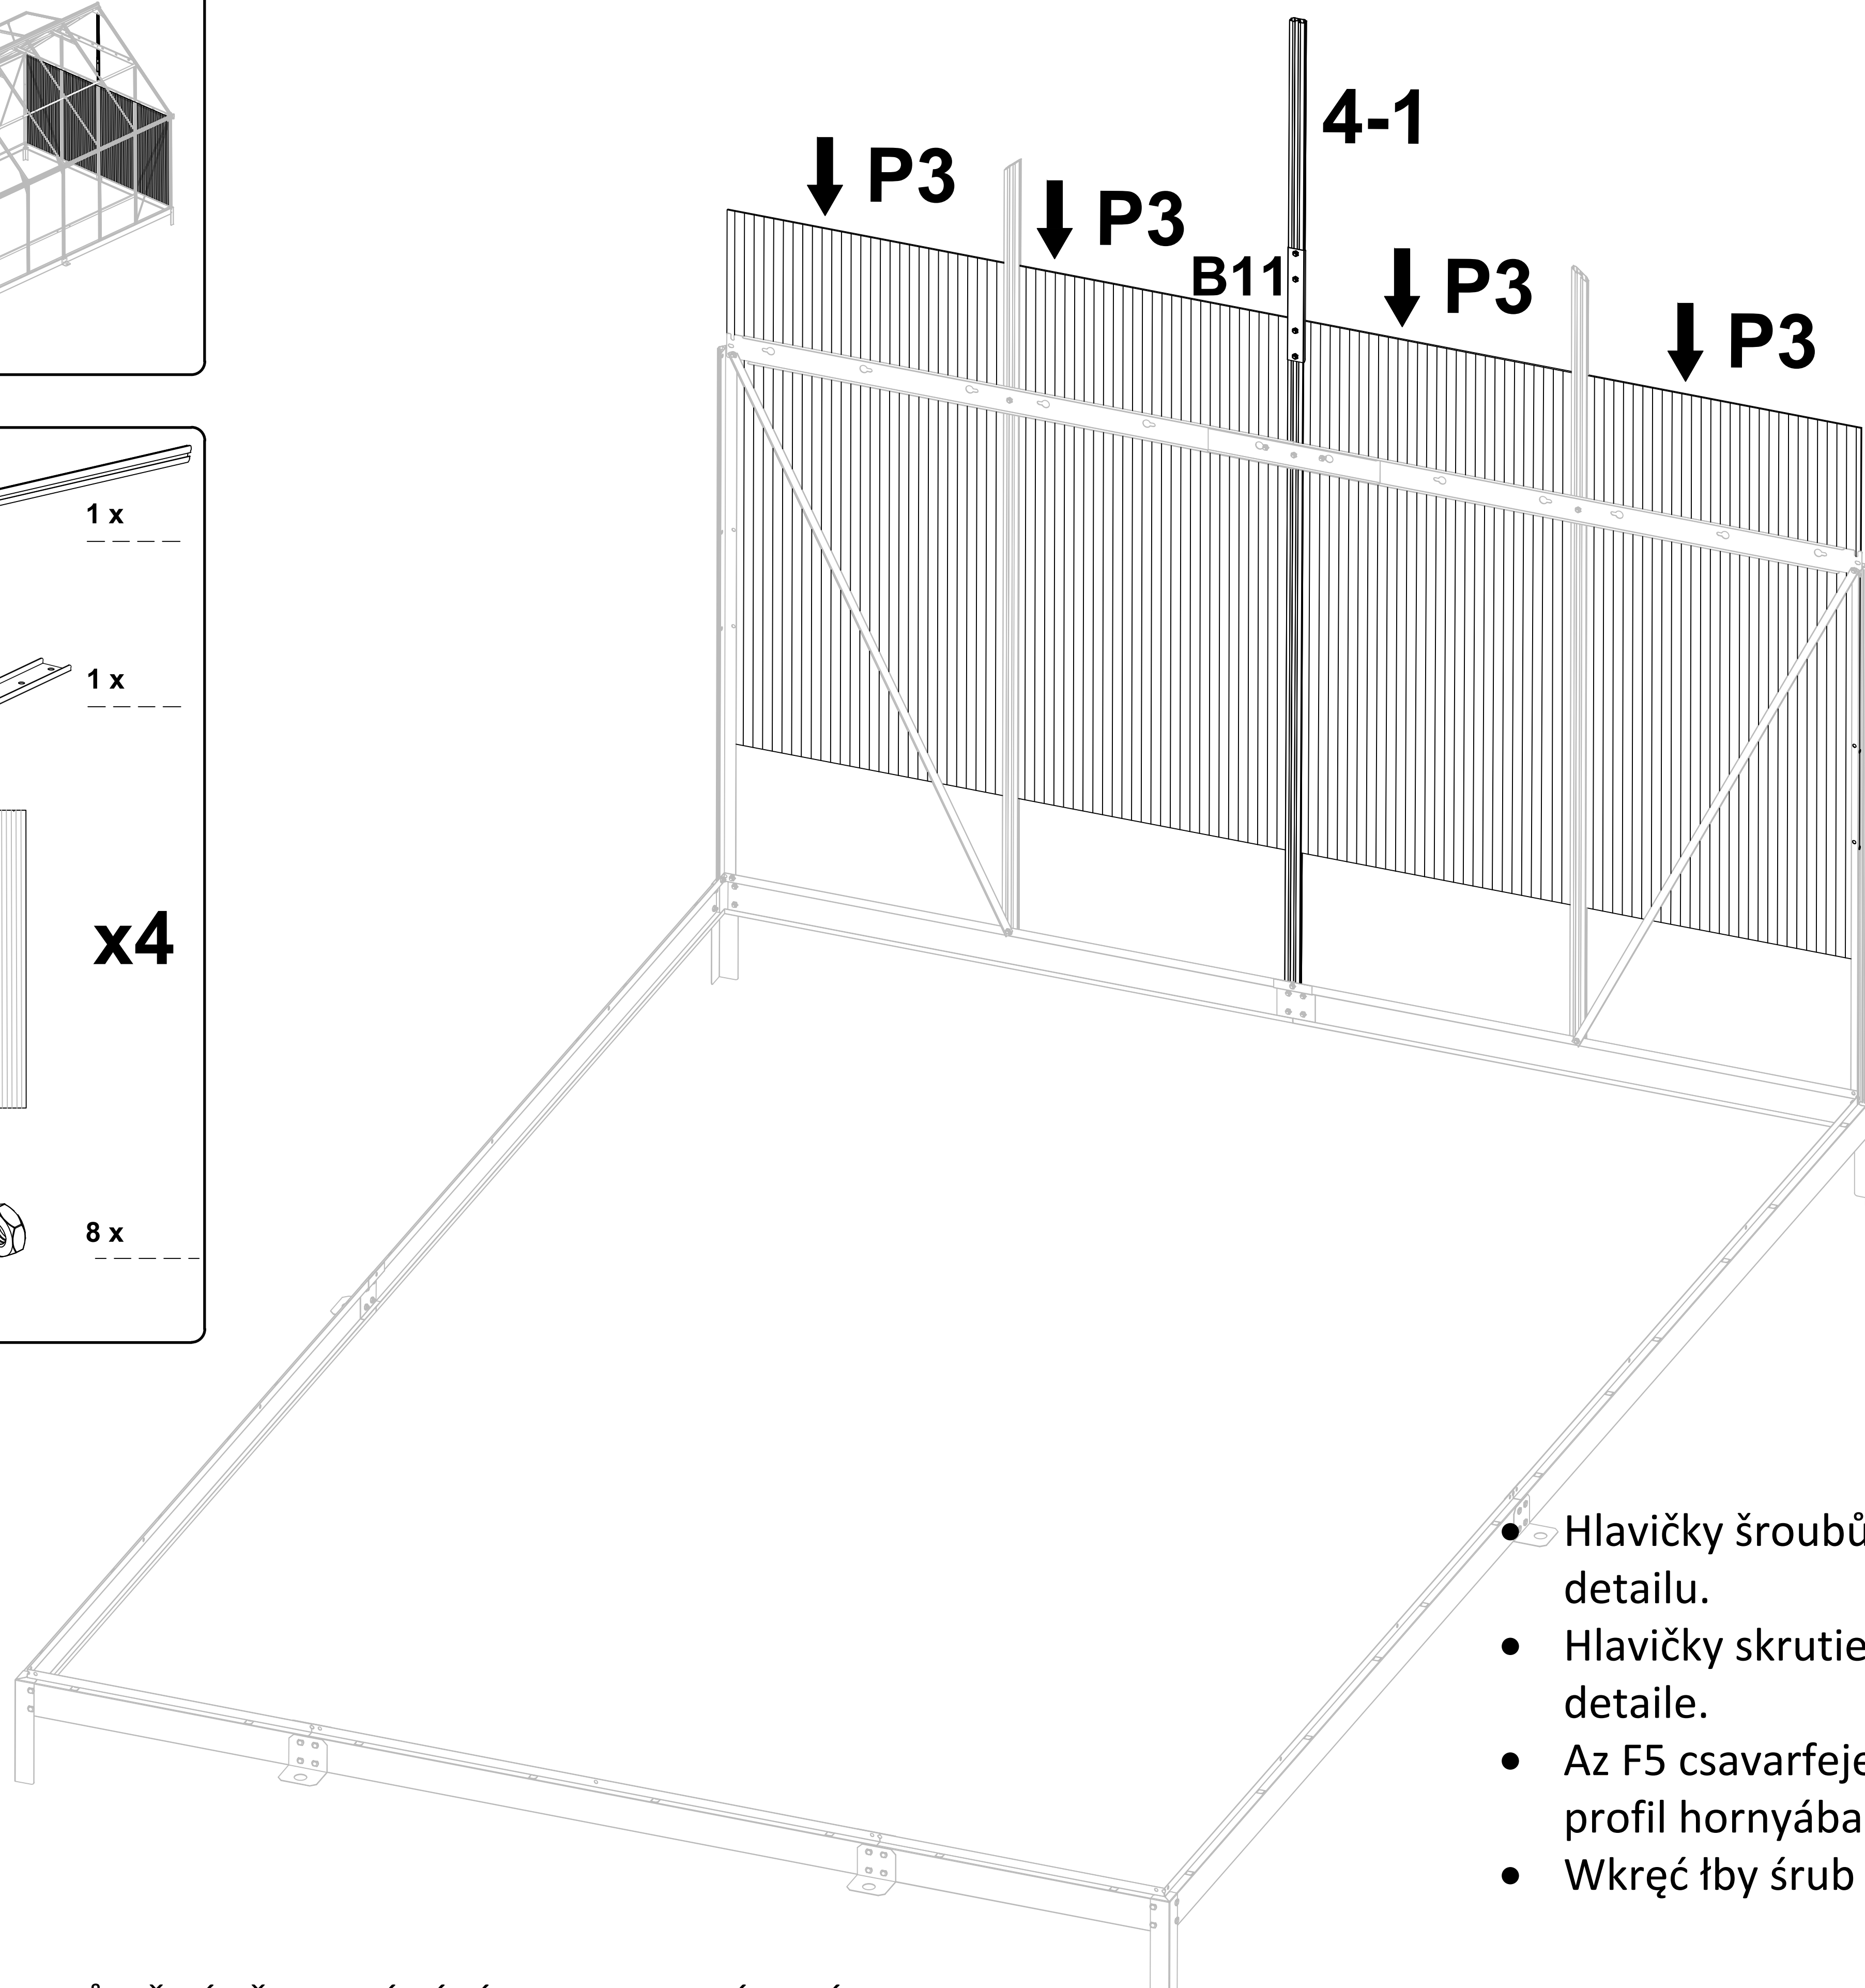 4-1
P3
P3
B11
P3
P3
1 x
1 x
x4
8 x
• Hlavičky šroubů
detailu.
• Hlavičky skrutie
detaile.
• Az F5 csavarfeje
profil hornyába
• Wkręć łby śrub